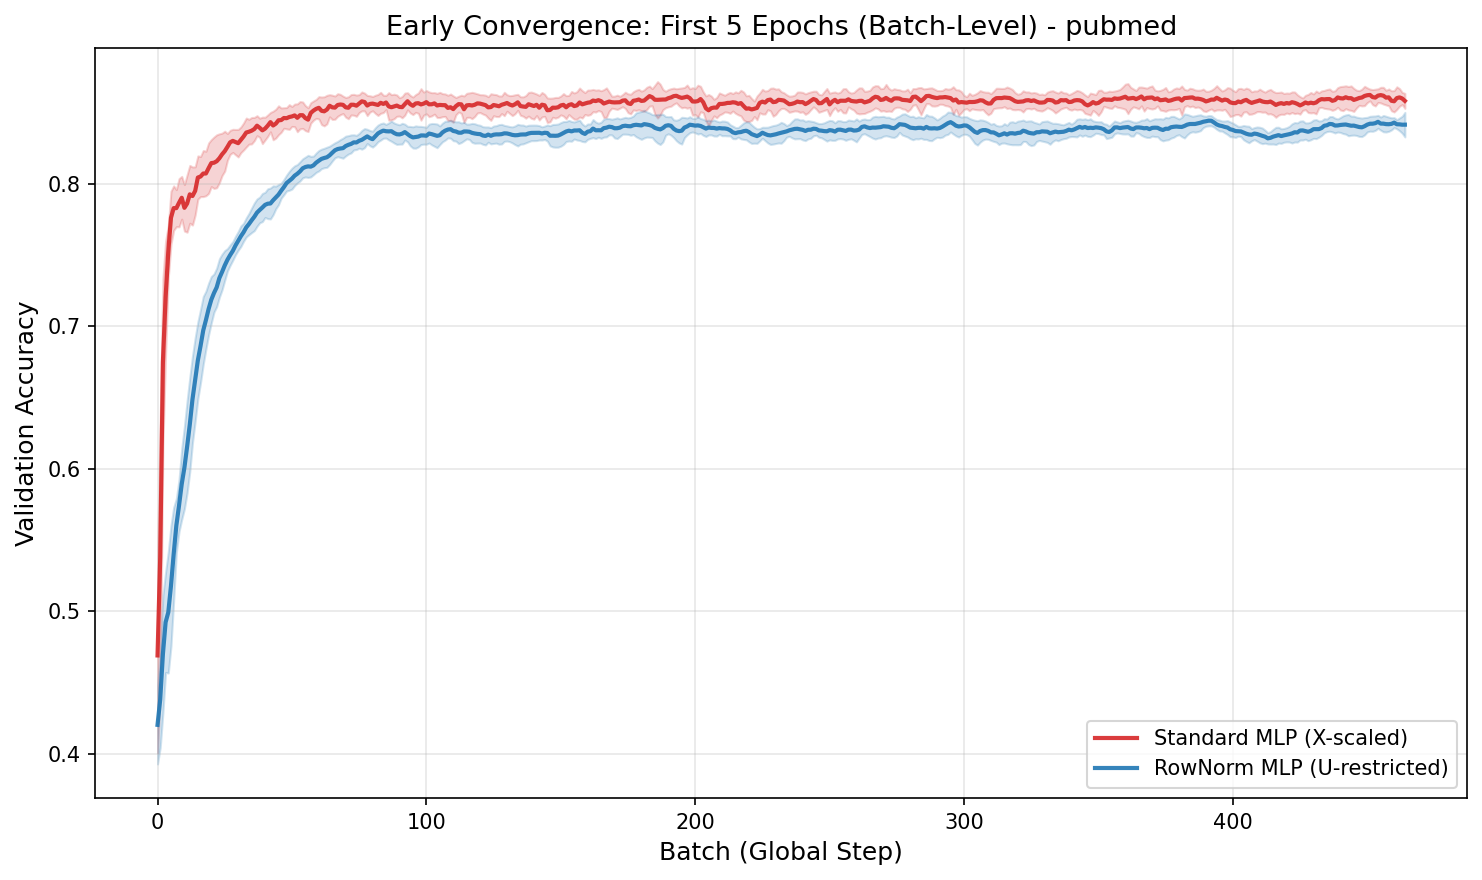 Early Convergence: First 5 Epochs (Batch-Level) - pubmed
Validation Accuracy
0.8
0.7
0.6
0.5
0.4
0
100
200
300
400
Batch (Global Step)
Standard MLP (X-scaled)
RowNorm MLP (U-restricted)